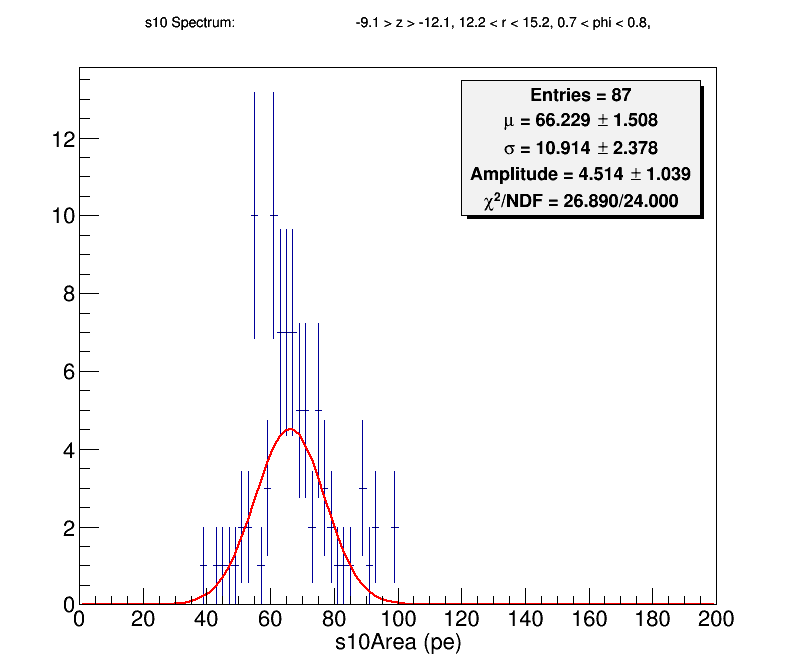 s10 Spectrum: -9.1 > z > -12.1, 12.2 < r < 15.2, 0.7 < phi < 0.8,
Entries = 87
μ = 66.229 ± 1.508
σ = 10.914 ± 2.378
Amplitude = 4.514 ± 1.039
χ²/NDF = 26.890/24.000
12
10
8
6
4
2
0
0 20 40 60 80 100 120 140 160 180 200
s10Area (pe)